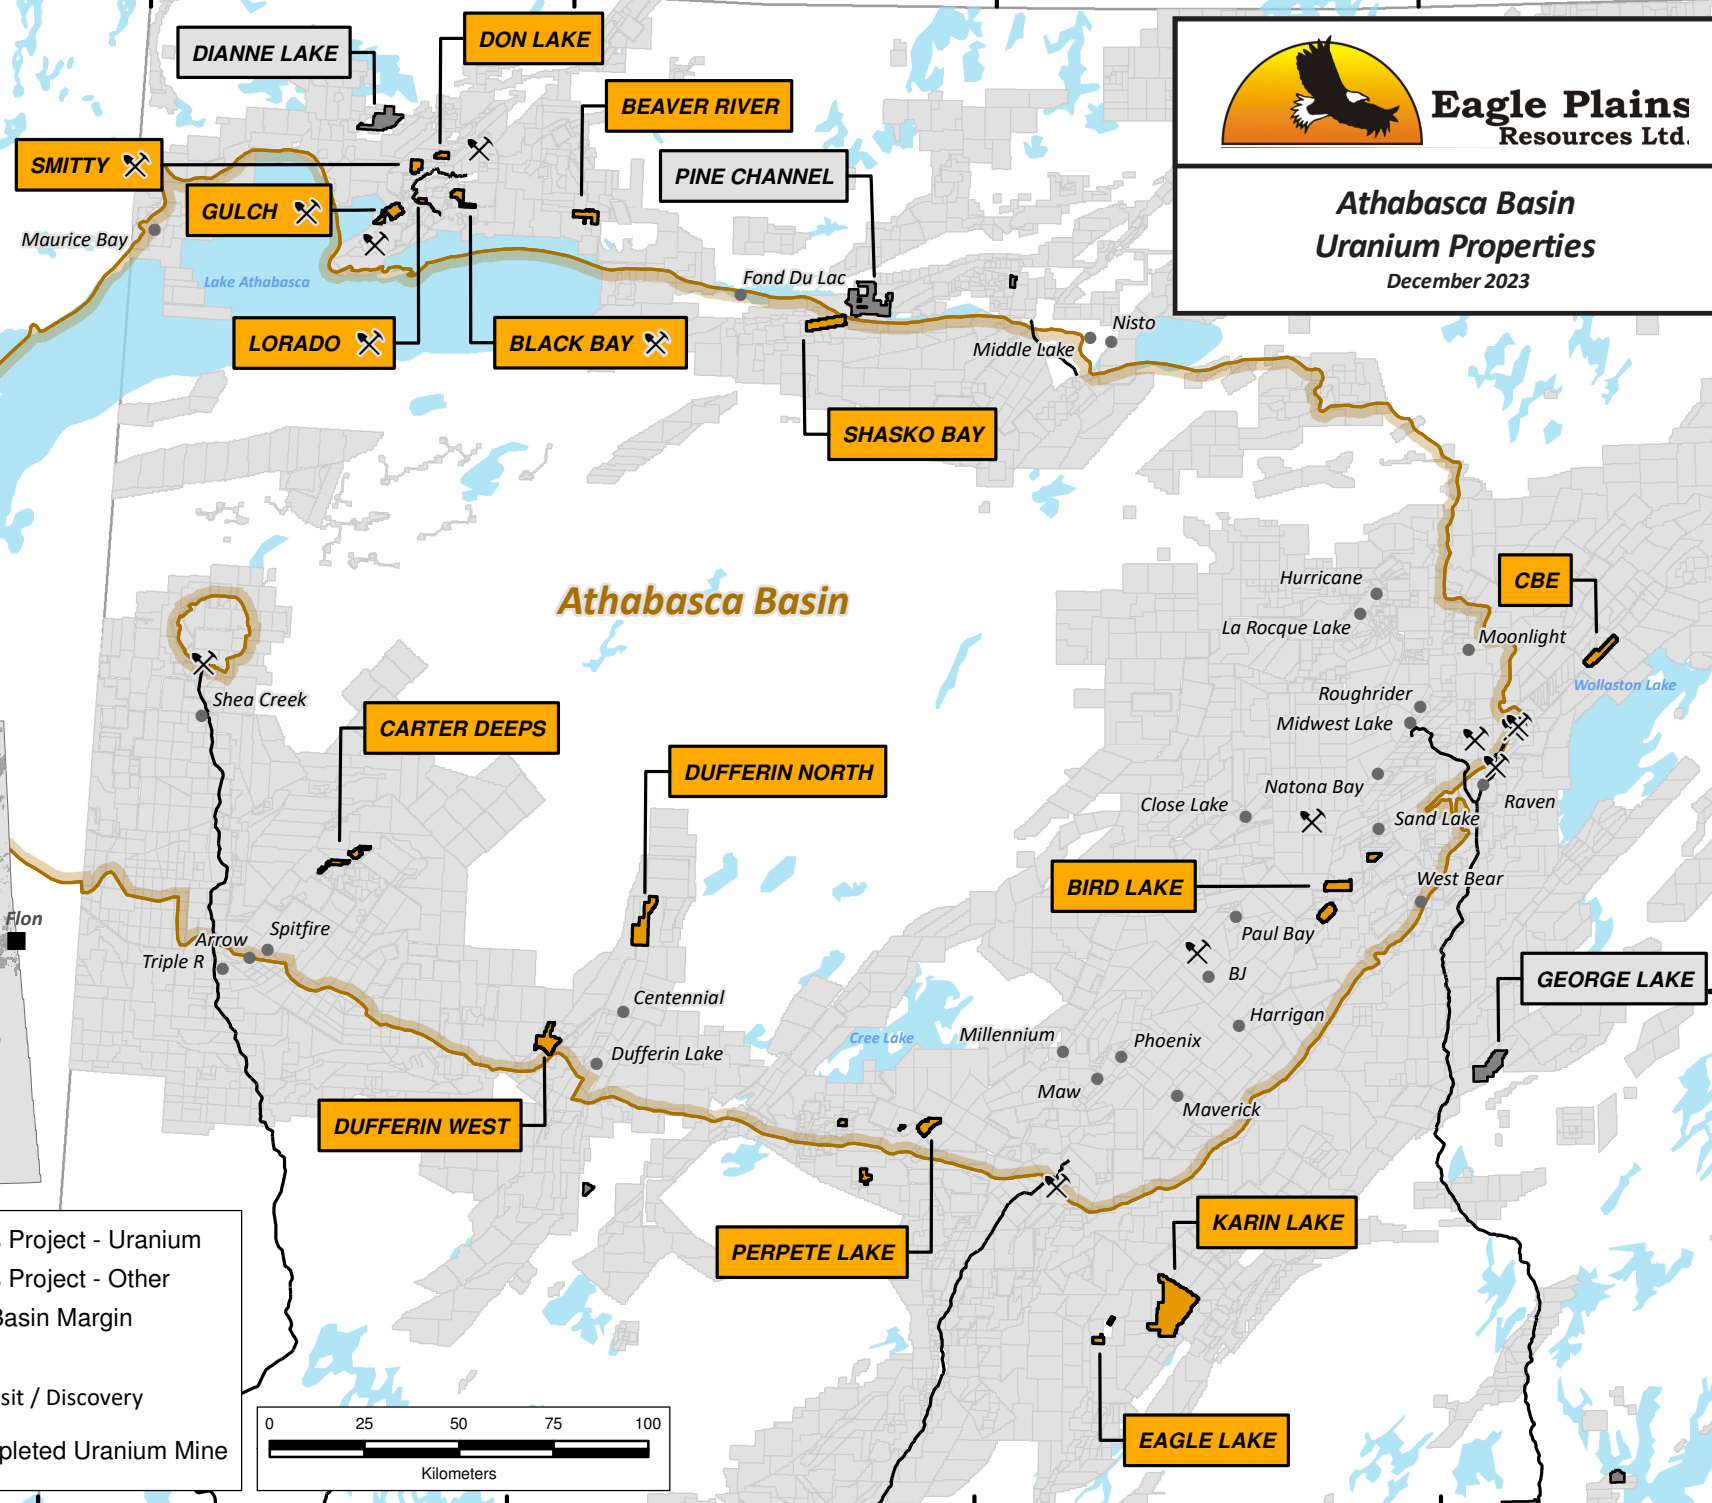 Eagle Plains
Resources Ltd.
Athabasca Basin
Uranium Properties
December 2023
DIANNE LAKE
DON LAKE
BEAVER RIVER
SMITTY
PINE CHANNEL
GULCH
Maurice Bay
Lake Athabasca
Fond Du Lac
LORADO
BLACK BAY
Nisto
Middle Lake
SHASKO BAY
Athabasca Basin
Hurricane
CBE
La Rocque Lake
Moonlight
Wollaston Lake
Shea Creek
Roughrider
Midwest Lake
CARTER DEEPS
DUFFERIN NORTH
Natona Bay
Close Lake
Raven
Sand Lake
BIRD LAKE
West Bear
Flon
Spitfire
Arrow
Triple R
Paul Bay
BJ
GEORGE LAKE
Centennial
Harrigan
Cree Lake
Millennium
Phoenix
Dufferin Lake
Maw
Maverick
DUFFERIN WEST
KARIN LAKE
PERPETE LAKE
EAGLE LAKE
Project - Uranium
Project - Other
Basin Margin
sit / Discovery
pleted Uranium Mine
0 25 50 75 100
Kilometers